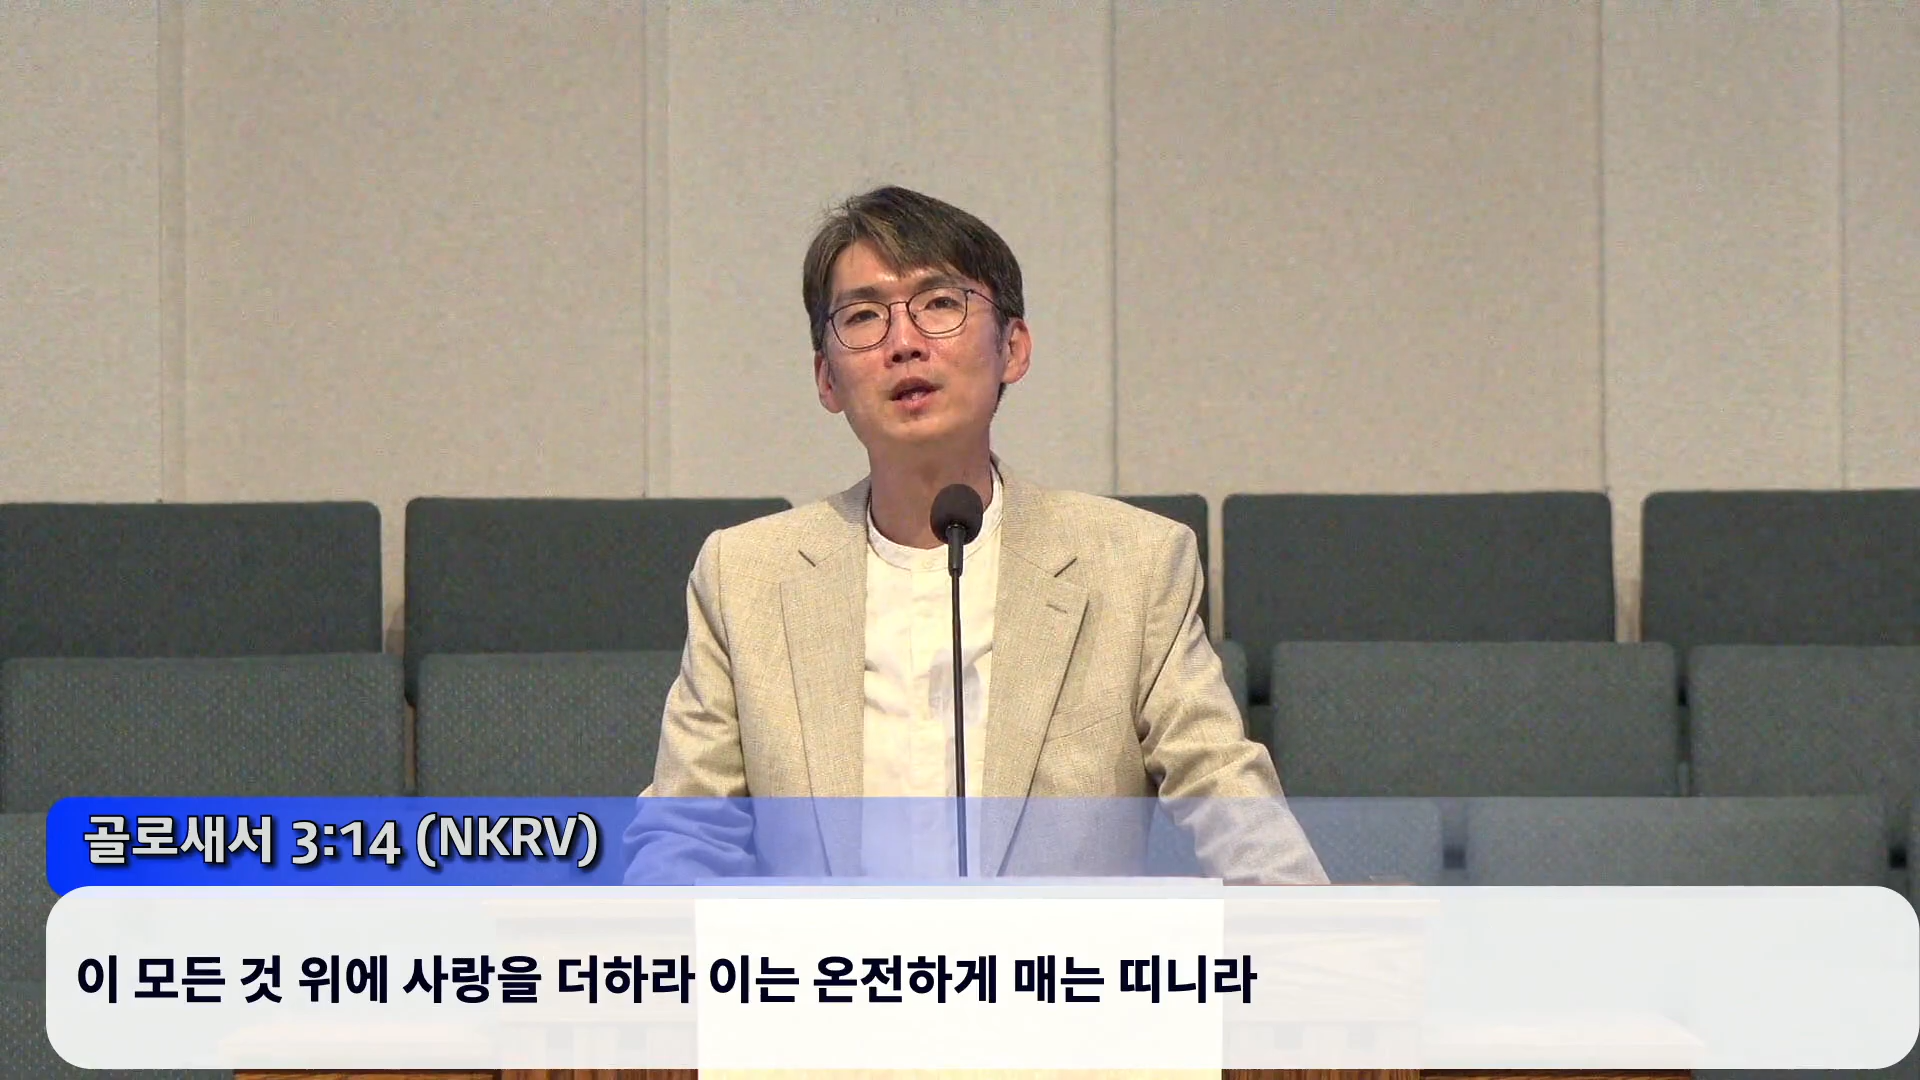 골로새서 3:14 (NKRV)
이 모든 것 위에 사랑을 더하라 이는 온전하게 매는 띠니라